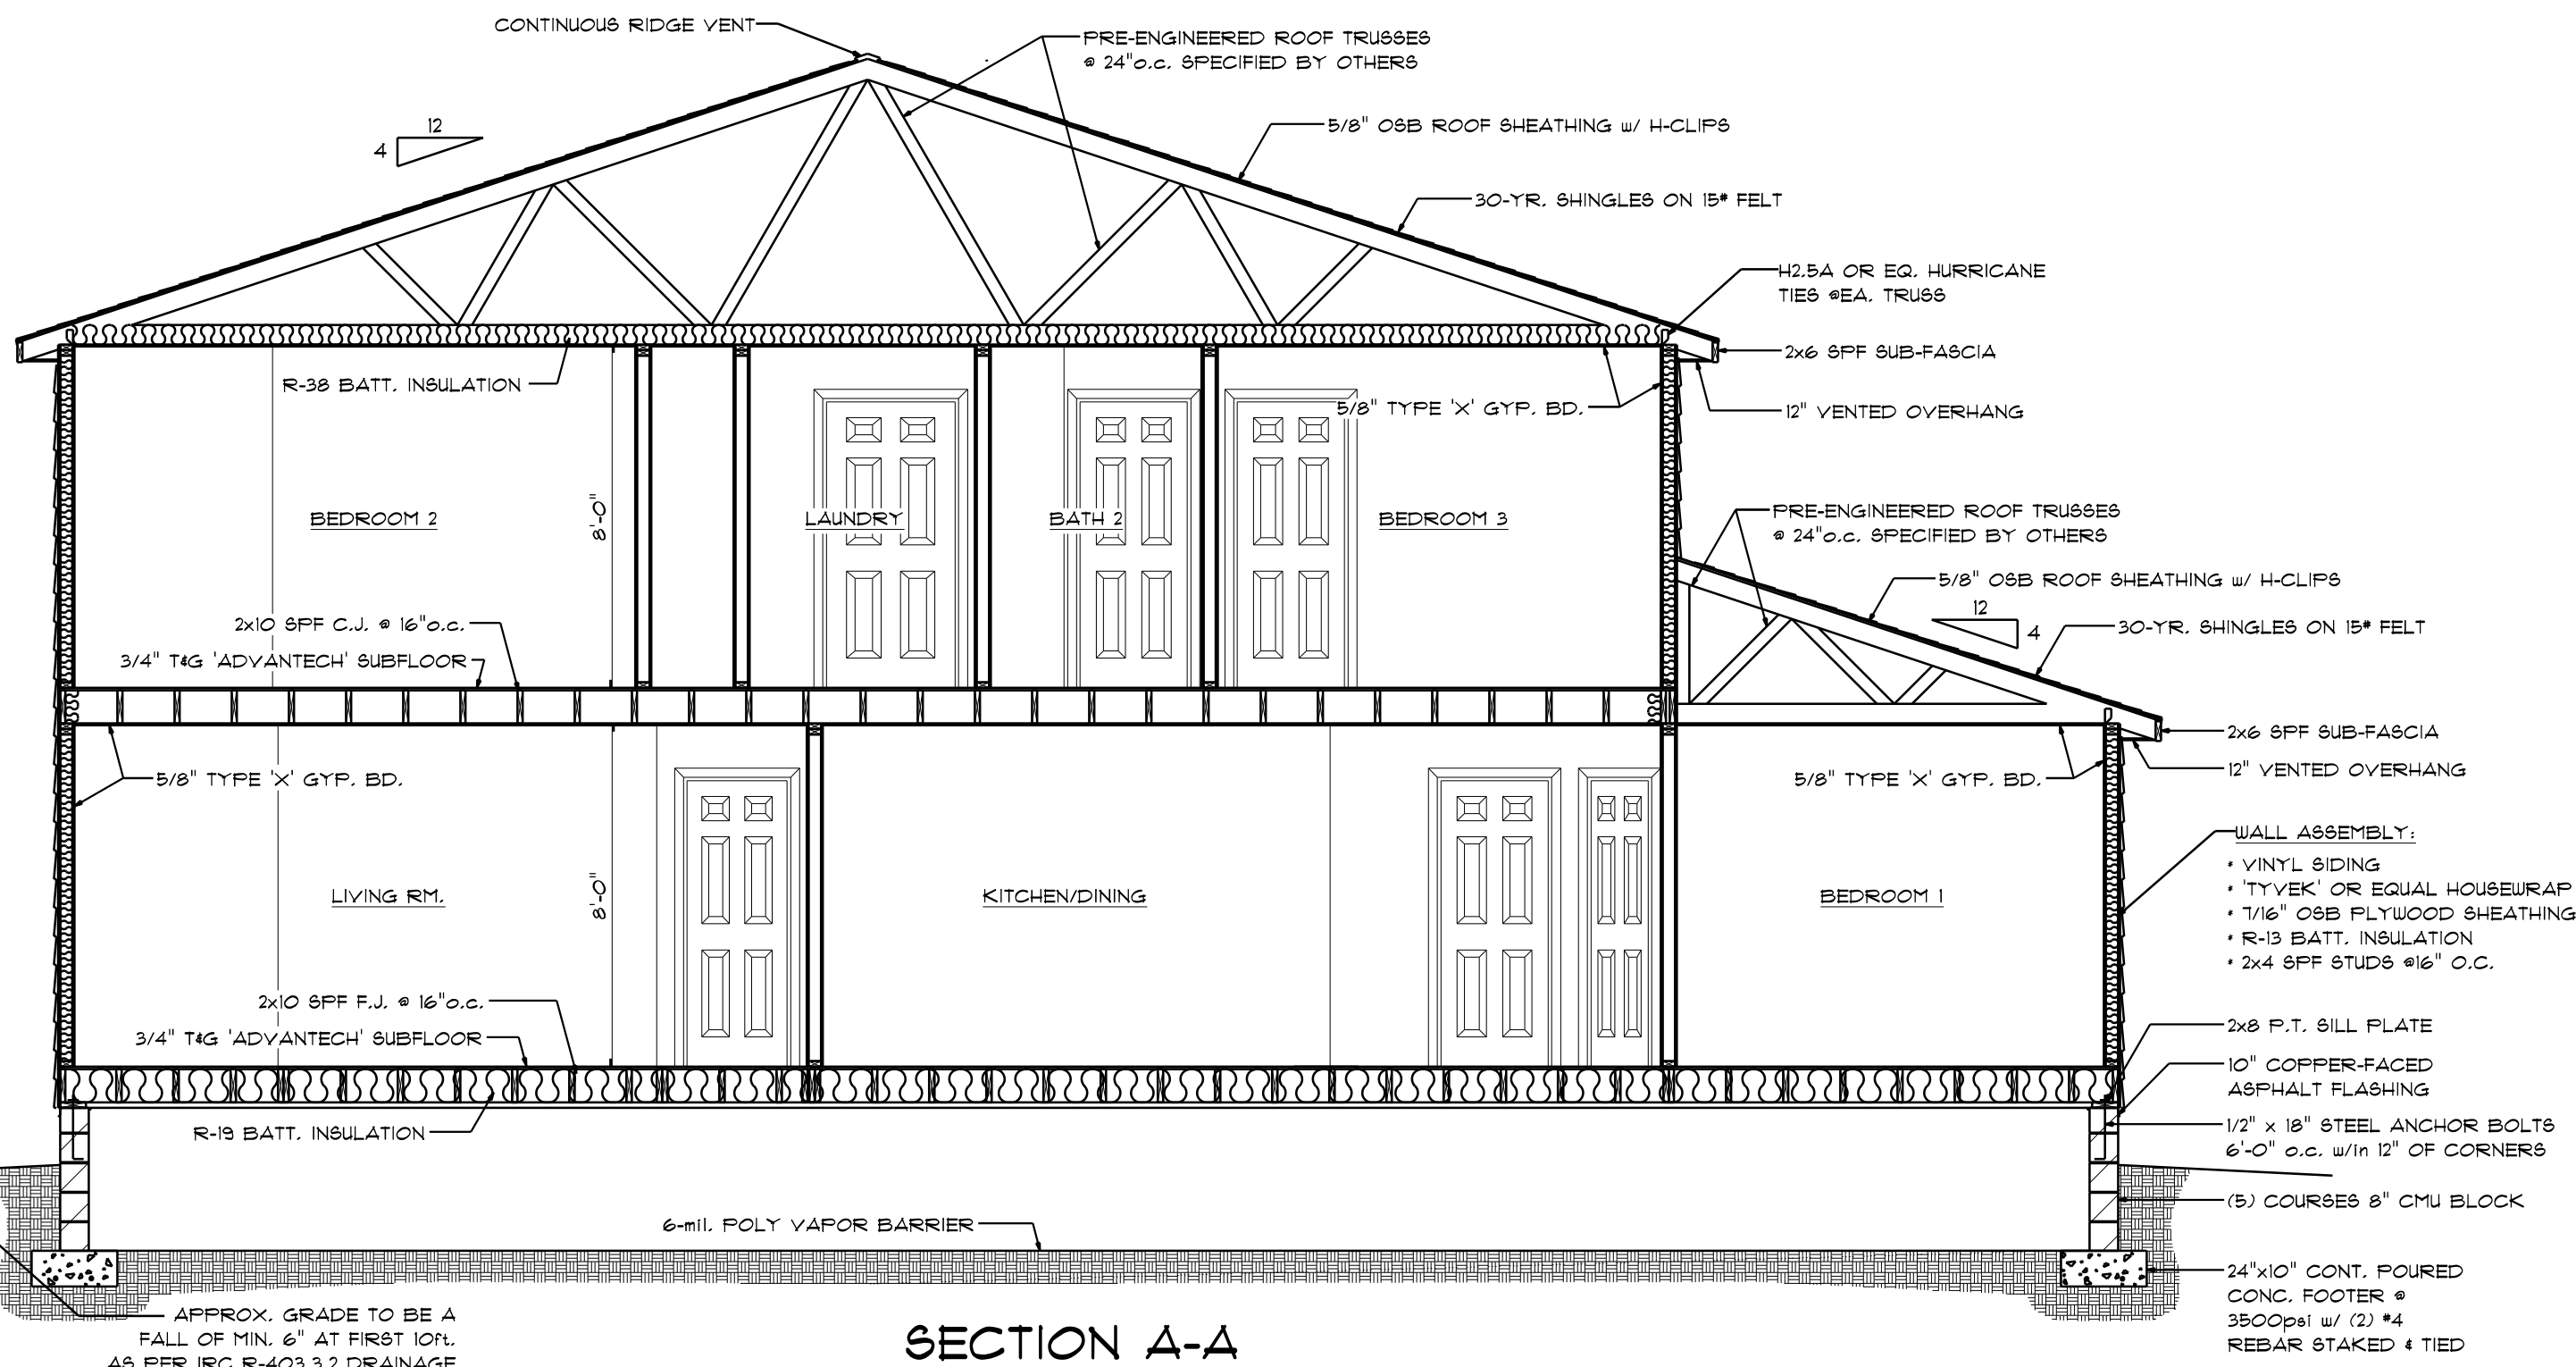 CONTINUOUS RIDGE VENT
PRE-ENGINEERED ROOF TRUSSES
@ 24"o.c. SPECIFIED BY OTHERS
12
4
5/8" OSB ROOF SHEATHING w/ H-CLIPS
30-YR. SHINGLES ON 15# FELT
H2.5A OR EQ. HURRICANE
TIES @EA. TRUSS
2x6 SPF SUB-FASCIA
R-38 BATT. INSULATION
5/8" TYPE 'X' GYP. BD.
12" VENTED OVERHANG
BEDROOM 2
8'-0"
LAUNDRY
BATH 2
BEDROOM 3
PRE-ENGINEERED ROOF TRUSSES
@ 24"o.c. SPECIFIED BY OTHERS
5/8" OSB ROOF SHEATHING w/ H-CLIPS
12
4
30-YR. SHINGLES ON 15# FELT
2x10 SPF C.J. @ 16"o.c.
3/4" T&G 'ADVANTECH' SUBFLOOR
2x6 SPF SUB-FASCIA
12" VENTED OVERHANG
5/8" TYPE 'X' GYP. BD.
5/8" TYPE 'X' GYP. BD.
WALL ASSEMBLY:
* VINYL SIDING
* 'TYVEK' OR EQUAL HOUSEWRAP
* 7/16" OSB PLYWOOD SHEATHING
* R-13 BATT. INSULATION
* 2x4 SPF STUDS @16" O.C.
LIVING RM.
8'-0"
KITCHEN/DINING
BEDROOM 1
2x10 SPF F.J. @ 16"o.c.
3/4" T&G 'ADVANTECH' SUBFLOOR
2x8 P.T. SILL PLATE
10" COPPER-FACED
ASPHALT FLASHING
R-19 BATT. INSULATION
1/2" x 18" STEEL ANCHOR BOLTS
6'-0" o.c. w/in 12" OF CORNERS
(5) COURSES 8" CMU BLOCK
6-mil. POLY VAPOR BARRIER
24"x10" CONT. POURED
CONC. FOOTER @
3500psi w/ (2) #4
REBAR STAKED & TIED
APPROX. GRADE TO BE A
FALL OF MIN. 6" AT FIRST 10ft.
AS PER IRC R-403.3.2 DRAINAGE
SECTION A-A